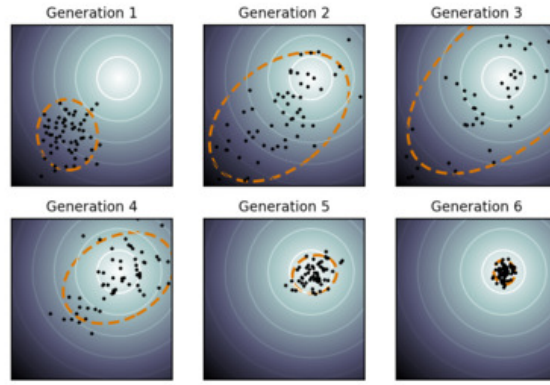 Generation 1
Generation 2
Generation 3
Generation 4
Generation 5
Generation 6